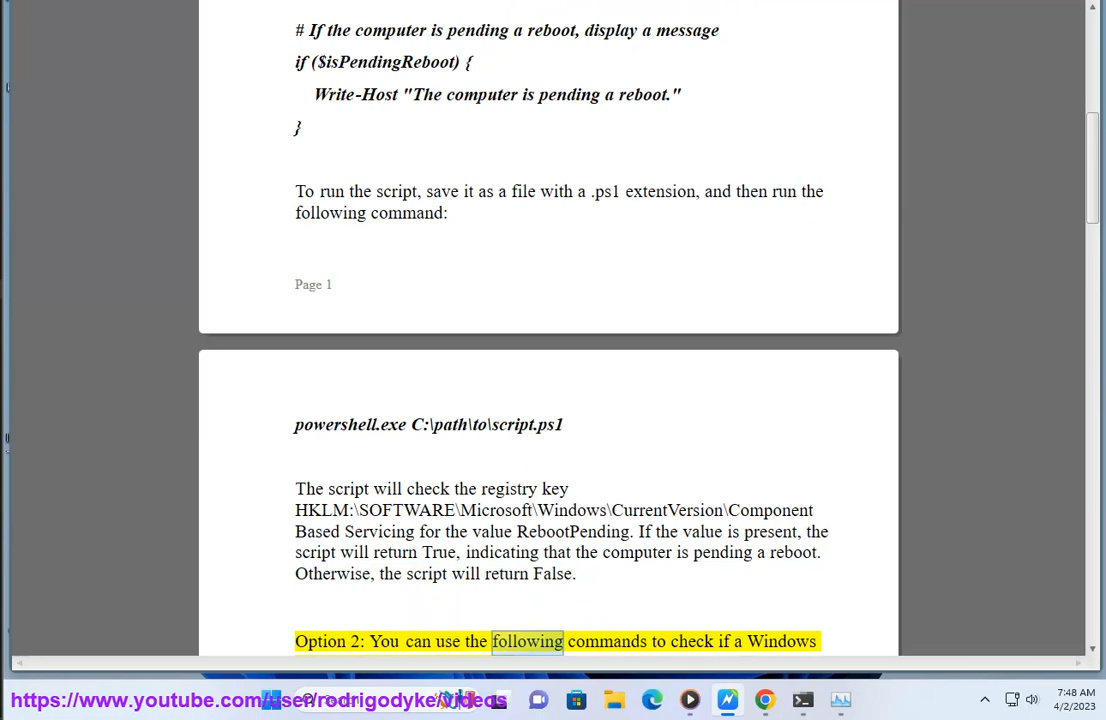 # If the computer is pending a reboot, display a message
if ($isPendingReboot) {
Write-Host "The computer is pending a reboot."
}
To run the script, save it as a file with a .ps1 extension, and then run the
following command:
Page 1
powershell.exe C:\path\to\script.ps1
The script will check the registry key
HKLM:\SOFTWARE\Microsoft\Windows\CurrentVersion\Component
Based Servicing for the value RebootPending. If the value is present, the
script will return True, indicating that the computer is pending a reboot.
Otherwise, the script will return False.
Option 2: You can use the following commands to check if a Windows
https://www.youtube.com/user/rodrigodyke/videos
7:48 AM
4/2/2023